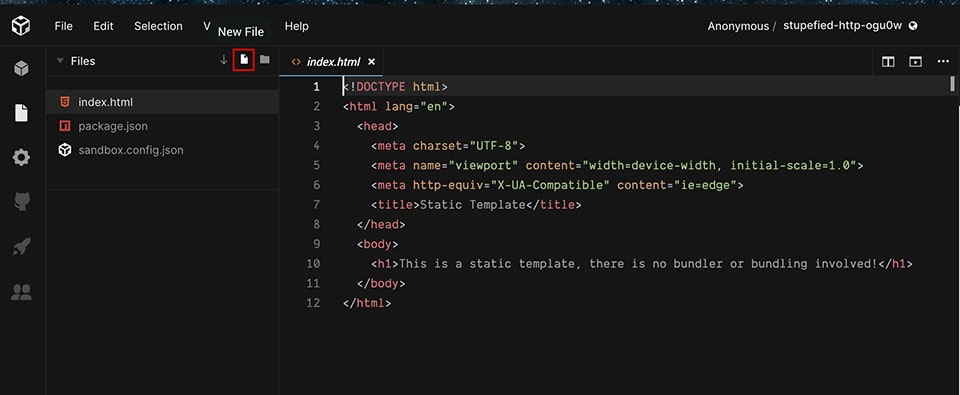 File Edit Selection V New File Help
Anonymous / stupefied-http-ogu0w
Files
index.html
package.json
sandbox.config.json
<> index.html ×
1 <!DOCTYPE html>
2 <html lang="en">
3 <head>
4 <meta charset="UTF-8">
5 <meta name="viewport" content="width=device-width, initial-scale=1.0">
6 <meta http-equiv="X-UA-Compatible" content="ie=edge">
7 <title>Static Template</title>
8 </head>
9 <body>
10 <h1>This is a static template, there is no bundler or bundling involved!</h1>
11 </body>
12 </html>